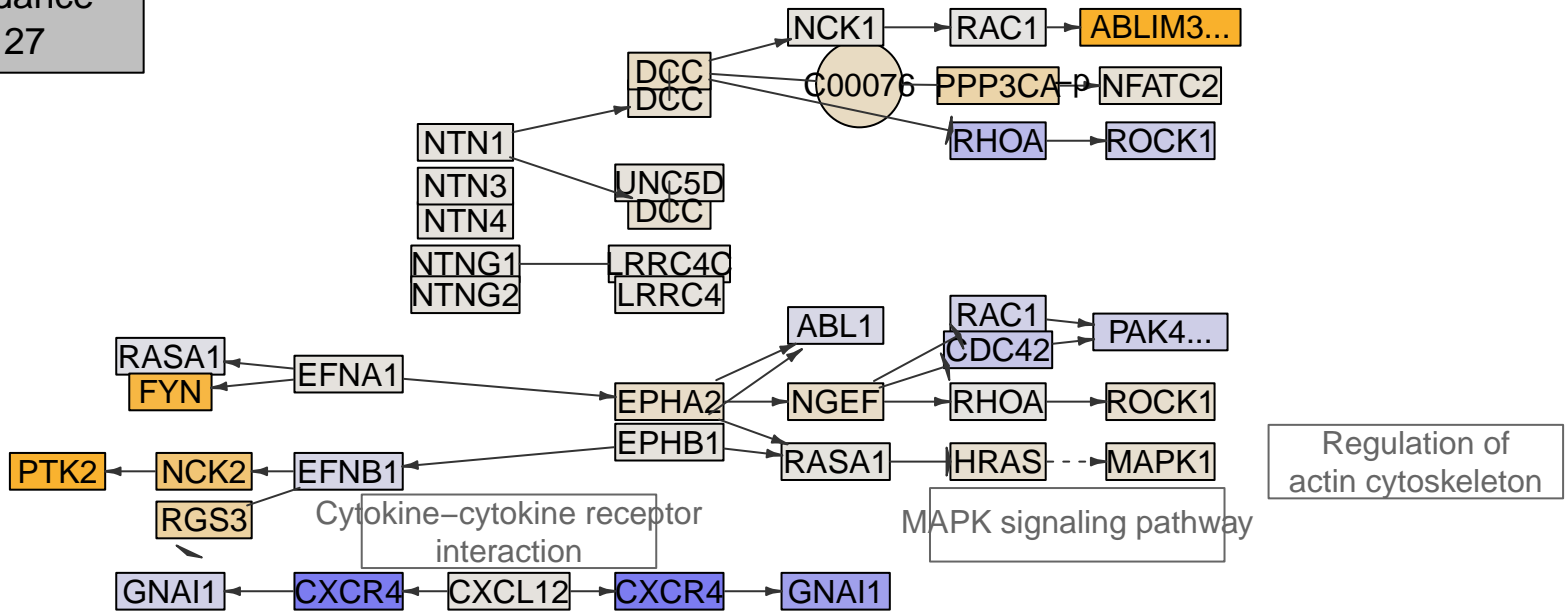 27
NCK1
RAC1
ABLIM3...
DCC
DCC
C00076
PPP3CA
+p
NFATC2
NTN1
RHOA
ROCK1
NTN3
UNC5D
NTN4
DCC
NTNG1
LRRC4C
NTNG2
LRRC4
RAC1
ABL1
PAK4...
RASA1
CDC42
EFNA1
FYN
EPHA2
NGEF
RHOA
ROCK1
EPHB1
PTK2
NCK2
EFNB1
RASA1
HRAS
MAPK1
Regulation of
actin cytoskeleton
RGS3
Cytokine–cytokine receptor
interaction
MAPK signaling pathway
GNAI1
CXCR4
CXCL12
CXCR4
GNAI1